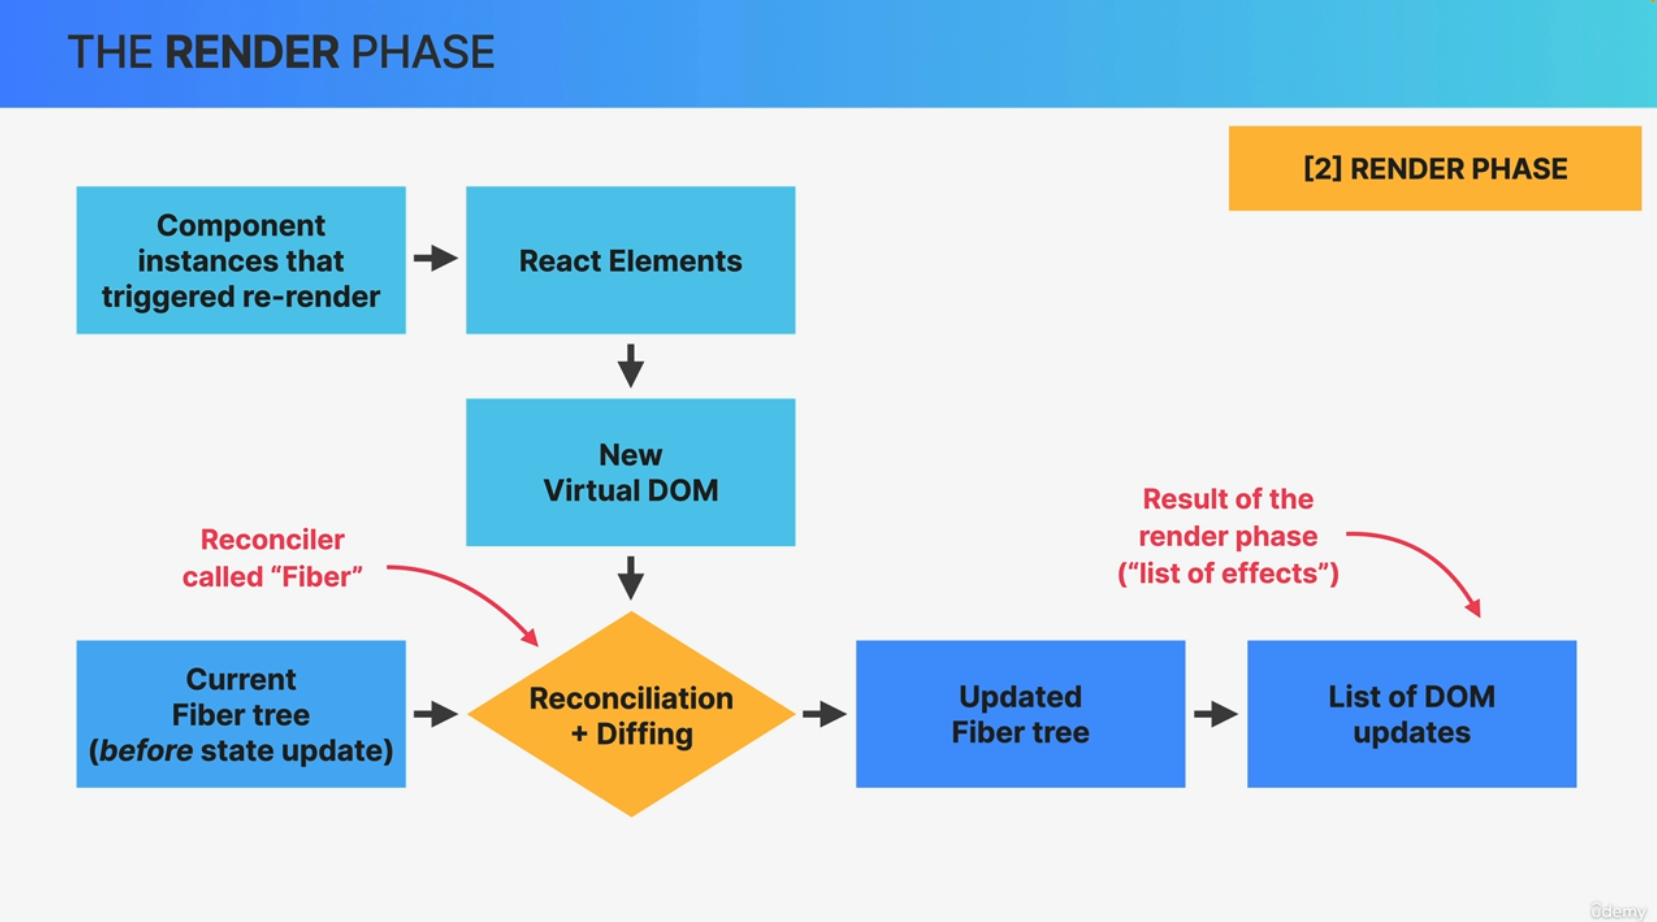 THE RENDER PHASE
[2] RENDER PHASE
Component
instances that
triggered re-render
React Elements
New
Virtual DOM
Reconciler
called “Fiber”
Result of the
render phase
(“list of effects”)
Current
Fiber tree
(before state update)
Reconciliation
+ Diffing
Updated
Fiber tree
List of DOM
updates
ûdemy